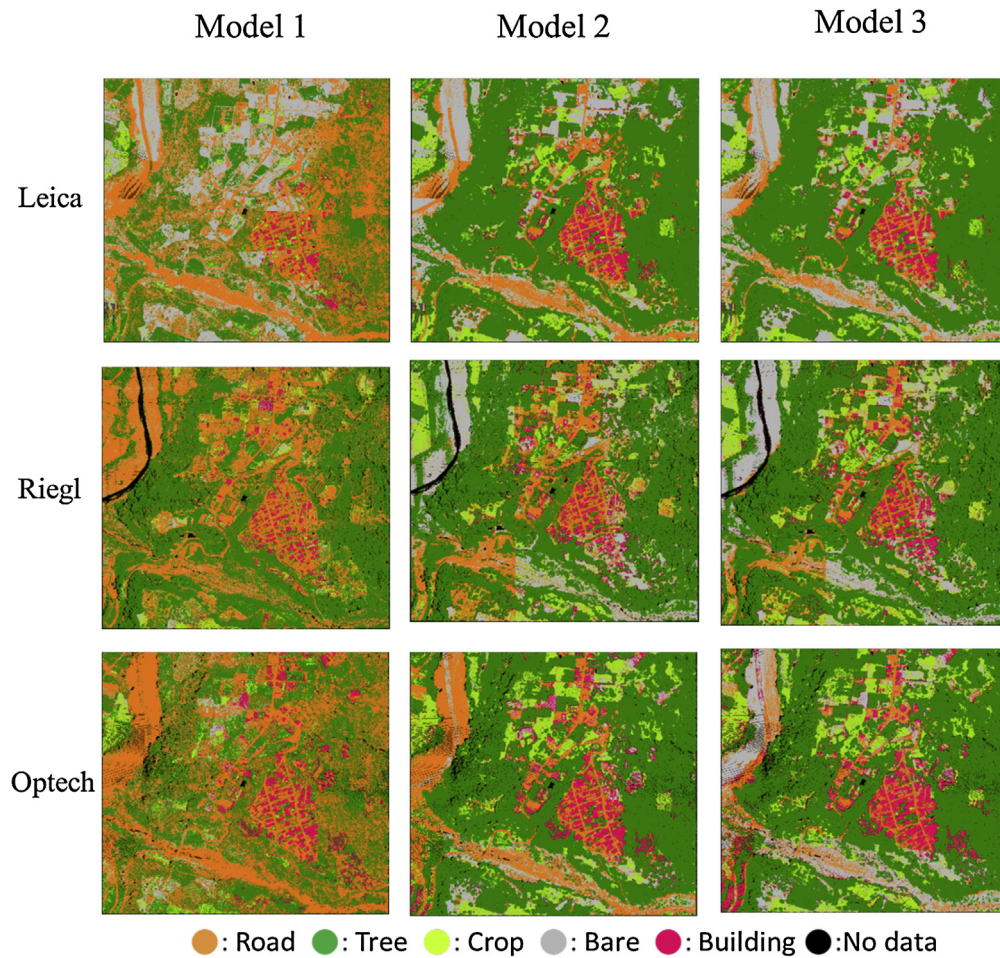 Model 1 Model 2 Model 3
Leica
Riegl
Optech
: Road : Tree : Crop : Bare : Building :No data